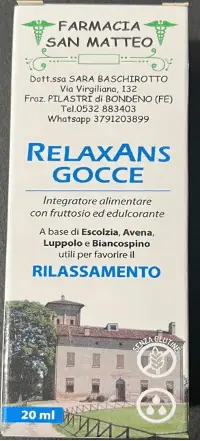 FARMACIA
SAN MATTEO
Dott.ssa SARA BASCHIROTTO
Via Virgiliana, 132
Fraz. PILASTRI di BONDENO (FE)
Tel.0532 883403
Whatsapp 3791203899
RELAXANS
GOCCE
Integratore alimentare
con fruttosio ed edulcorante
A base di Escolzia, Avena,
Luppolo e Biancospino
utili per favorire il
RILASSAMENTO
SENZA GLUTINE
20 ml